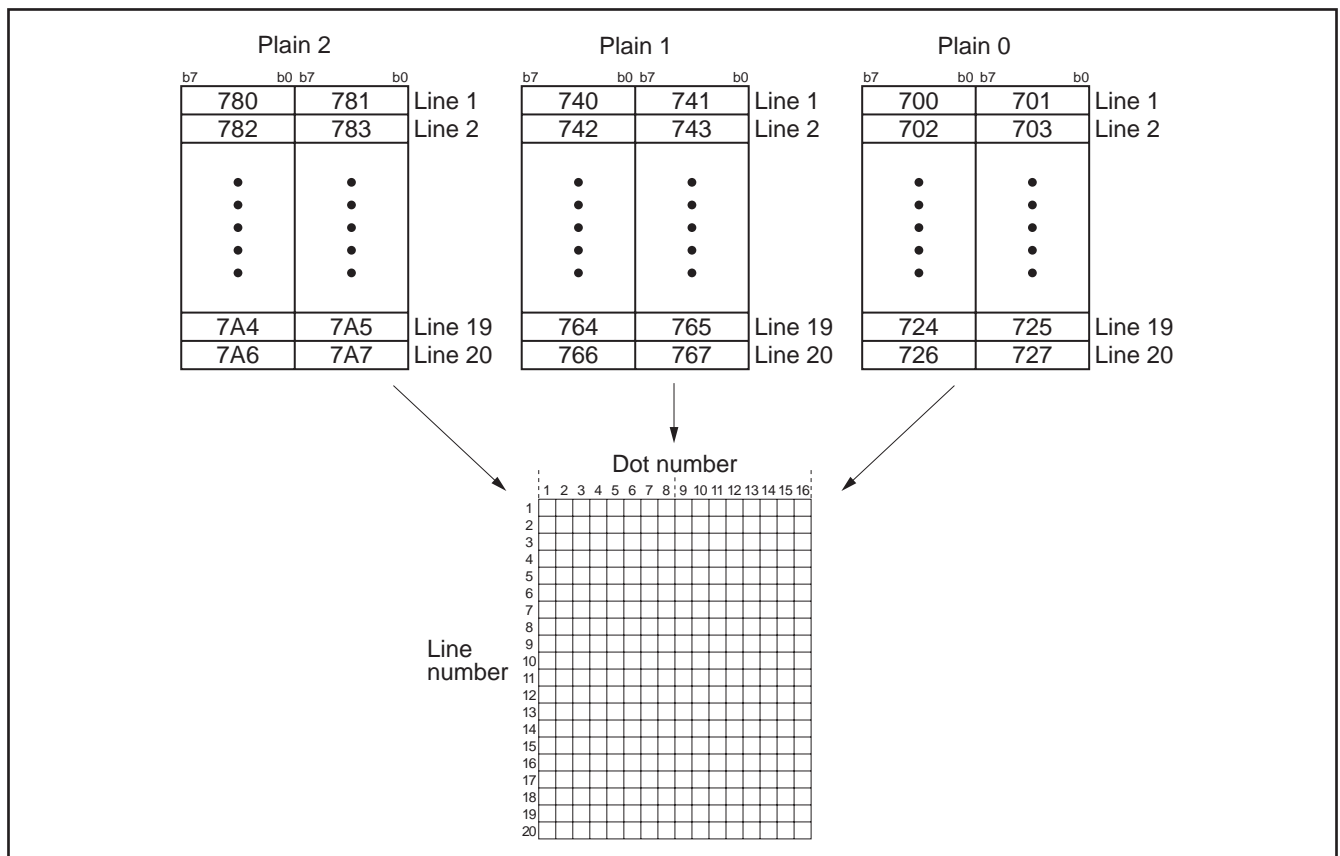 Plain 2 Plain 1 Plain 0
b7 b0 b7 b0 b7 b0 b7 b0 b7 b0 b7 b0
780 781 Line 1 740 741 Line 1 700 701 Line 1
782 783 Line 2 742 743 Line 2 702 703 Line 2
7A4 7A5 Line 19 764 765 Line 19 724 725 Line 19
7A6 7A7 Line 20 766 767 Line 20 726 727 Line 20
Dot number
1 2 3 4 5 6 7 8 9 10 11 12 13 14 15 16
1
2
3
4
5
6
7
8
9
Line
number
10
11
12
13
14
15
16
17
18
19
20